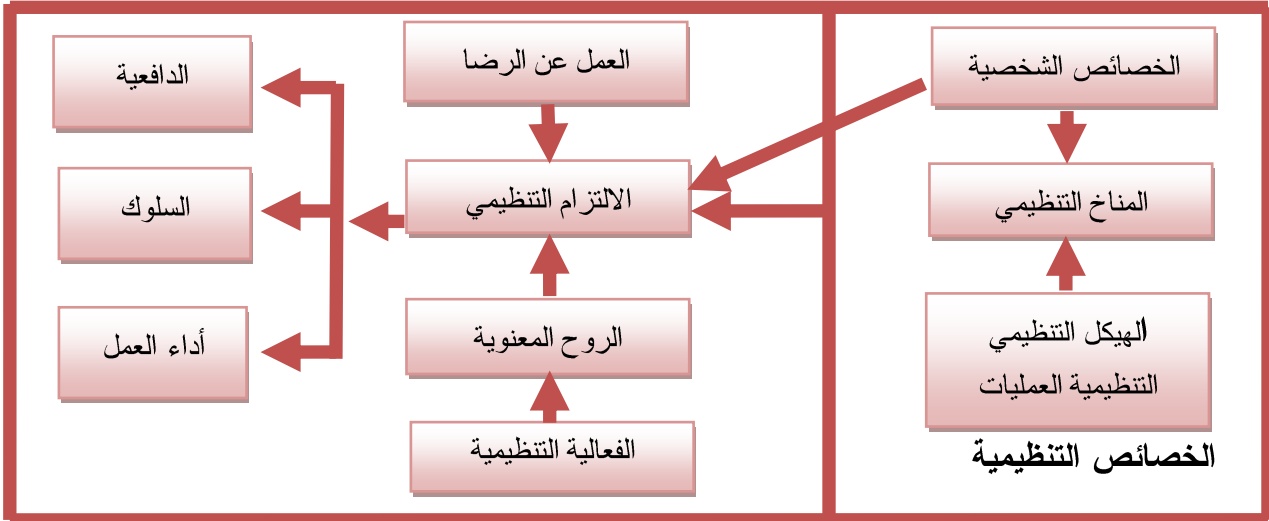 الخصائص الشخصية
المناخ التنظيمي
الهيكل التنظيمي
التنظيمية العمليات
الخصائص التنظيمية
العمل عن الرضا
الالتزام التنظيمي
الروح المعنوية
الفعالية التنظيمية
الدافعية
السلوك
أداء العمل